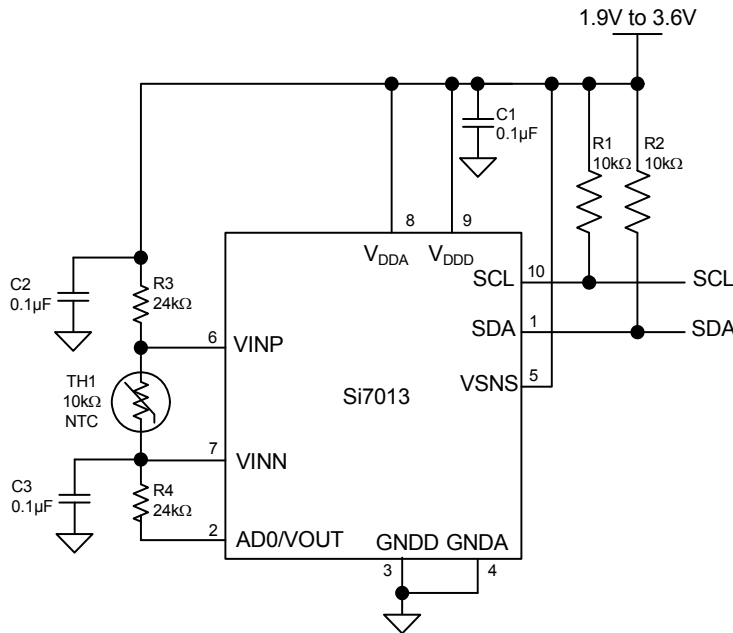 1.9V to 3.6V
C1
0.1µF
R1
10kΩ
R2
10kΩ
8
9
VDDA
VDDD
C2
0.1µF
R3
24kΩ
SCL
10
SCL
SDA
1
SDA
6
VINP
VSNS
5
TH1
10kΩ
NTC
Si7013
7
VINN
C3
0.1µF
R4
24kΩ
2
AD0/VOUT
GNDD
GNDA
3
4